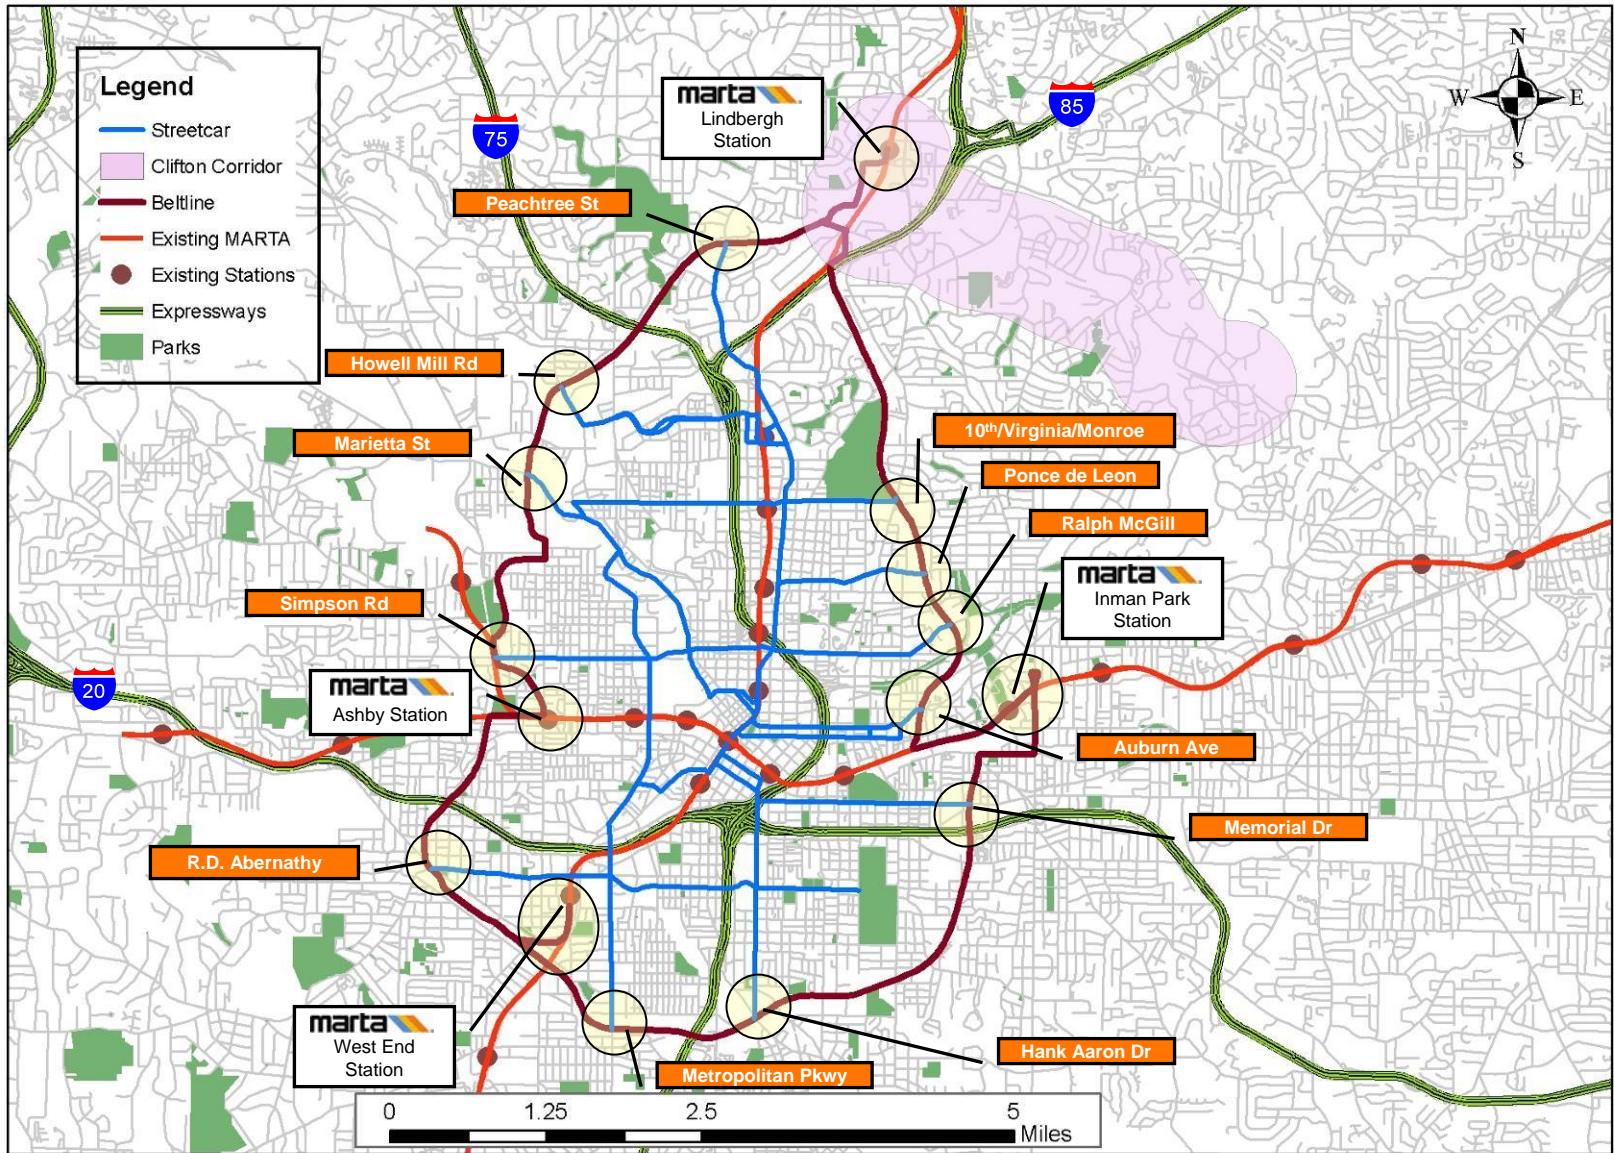 Legend
Streetcar
Clifton Corridor
Beltline
Existing MARTA
Existing Stations
Expressways
Parks
75
85
20
N
W E
S
marta
Lindbergh
Station
Peachtree St
Howell Mill Rd
Marietta St
10th/Virginia/Monroe
Ponce de Leon
Ralph McGill
marta
Inman Park
Station
Simpson Rd
marta
Ashby Station
Auburn Ave
Memorial Dr
R.D. Abernathy
marta
West End
Station
Hank Aaron Dr
Metropolitan Pkwy
0 1.25 2.5 5
Miles